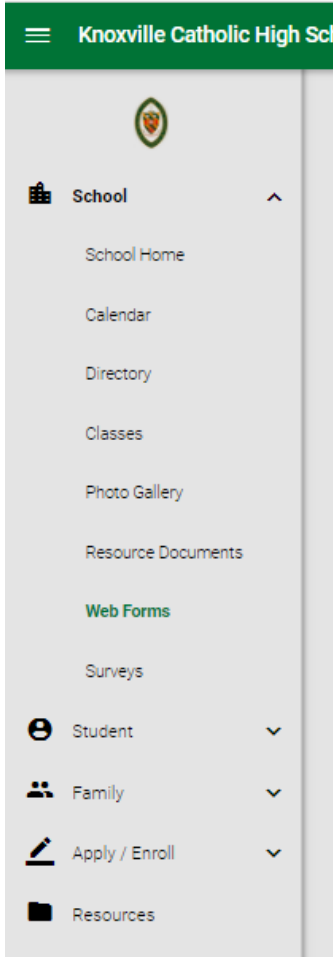 Knoxville Catholic High
School
School Home
Calendar
Directory
Classes
Photo Gallery
Resource Documents
Web Forms
Surveys
Student
Family
Apply / Enroll
Resources